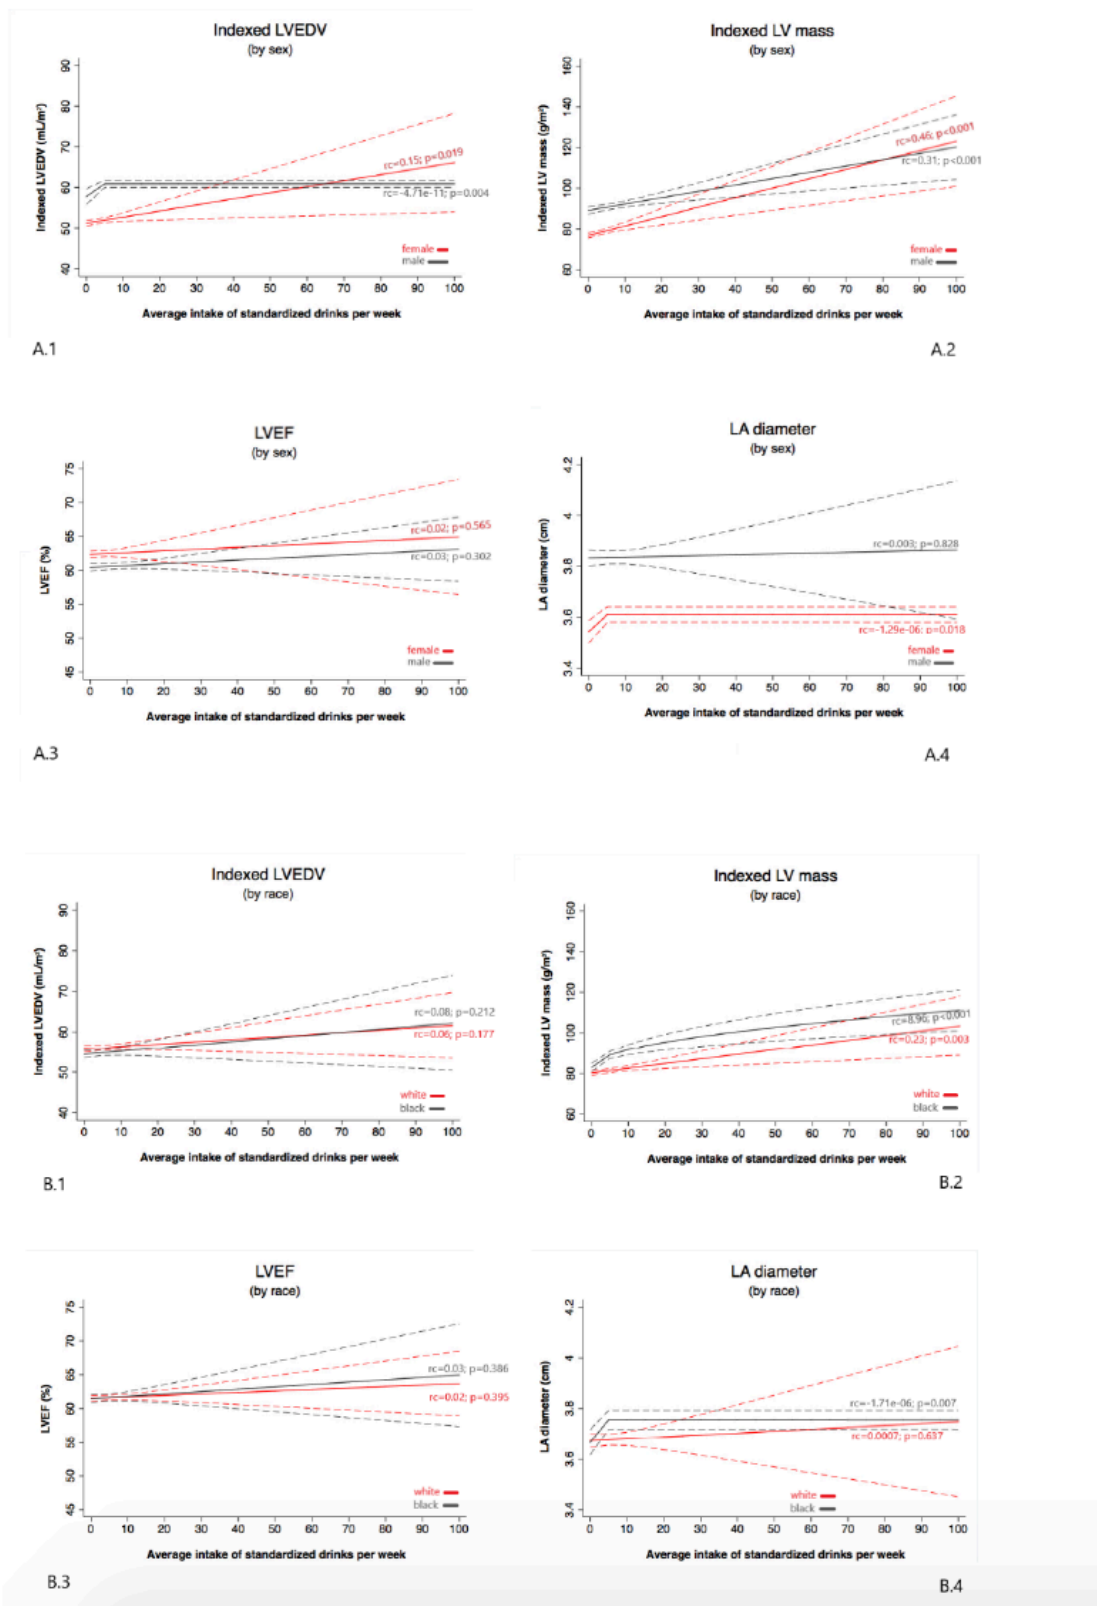 Indexed LVEDV
(by sex)
Indexed LVEDV (mL/m²)
90
80
70
60
50
40
rc=0.15; p=0.019
rc=-4.71e-11; p=0.004
female
male
0 10 20 30 40 50 60 70 80 90 100
Average intake of standardized drinks per week
A.1
Indexed LV mass
(by sex)
Indexed LV mass (g/m²)
160
140
120
100
80
60
rc=0.46; p<0.001
rc=0.31; p<0.001
female
male
0 10 20 30 40 50 60 70 80 90 100
Average intake of standardized drinks per week
A.2
LVEF
(by sex)
LVEF (%)
75
70
65
60
55
50
45
rc=0.02; p=0.565
rc=0.03; p=0.302
female
male
0 10 20 30 40 50 60 70 80 90 100
Average intake of standardized drinks per week
A.3
LA diameter
(by sex)
LA diameter (cm)
4.2
4
3.8
3.6
3.4
rc=0.003; p=0.828
rc=-1.29e-06; p=0.018
female
male
0 10 20 30 40 50 60 70 80 90 100
Average intake of standardized drinks per week
A.4
Indexed LVEDV
(by race)
Indexed LVEDV (mL/m²)
90
80
70
60
50
40
rc=0.08; p=0.212
rc=0.06; p=0.177
white
black
0 10 20 30 40 50 60 70 80 90 100
Average intake of standardized drinks per week
B.1
Indexed LV mass
(by race)
Indexed LV mass (g/m²)
160
140
120
100
80
60
rc=8.96; p<0.001
rc=0.23; p=0.003
white
black
0 10 20 30 40 50 60 70 80 90 100
Average intake of standardized drinks per week
B.2
LVEF
(by race)
LVEF (%)
75
70
65
60
55
50
45
rc=0.03; p=0.386
rc=0.02; p=0.395
white
black
0 10 20 30 40 50 60 70 80 90 100
Average intake of standardized drinks per week
B.3
LA diameter
(by race)
LA diameter (cm)
4.2
4
3.8
3.6
3.4
rc=-1.71e-06; p=0.007
rc=0.0007; p=0.637
white
black
0 10 20 30 40 50 60 70 80 90 100
Average intake of standardized drinks per week
B.4